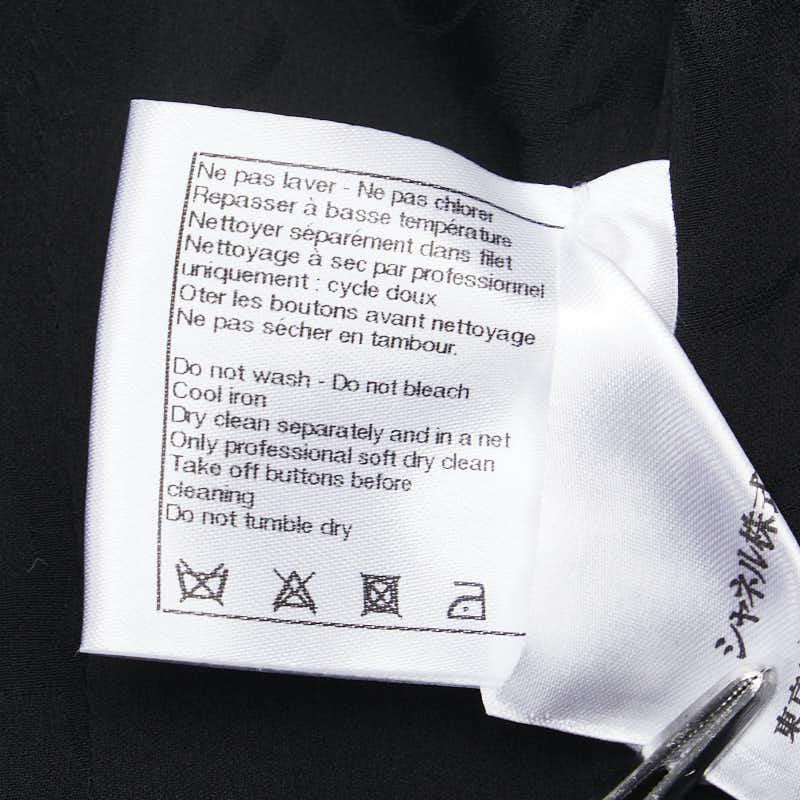 Ne pas laver - Ne pas chlorer
Repasser à basse température
Nettoyer séparément dans filet
Nettoyage à sec par professionnel
uniquement : cycle doux
Oter les boutons avant nettoyage
Ne pas sécher en tambour.
Do not wash - Do not bleach
Cool iron
Dry clean separately and in a net
Only professional soft dry clean
Take off buttons before
cleaning
Do not tumble dry
シャネル株式
東京